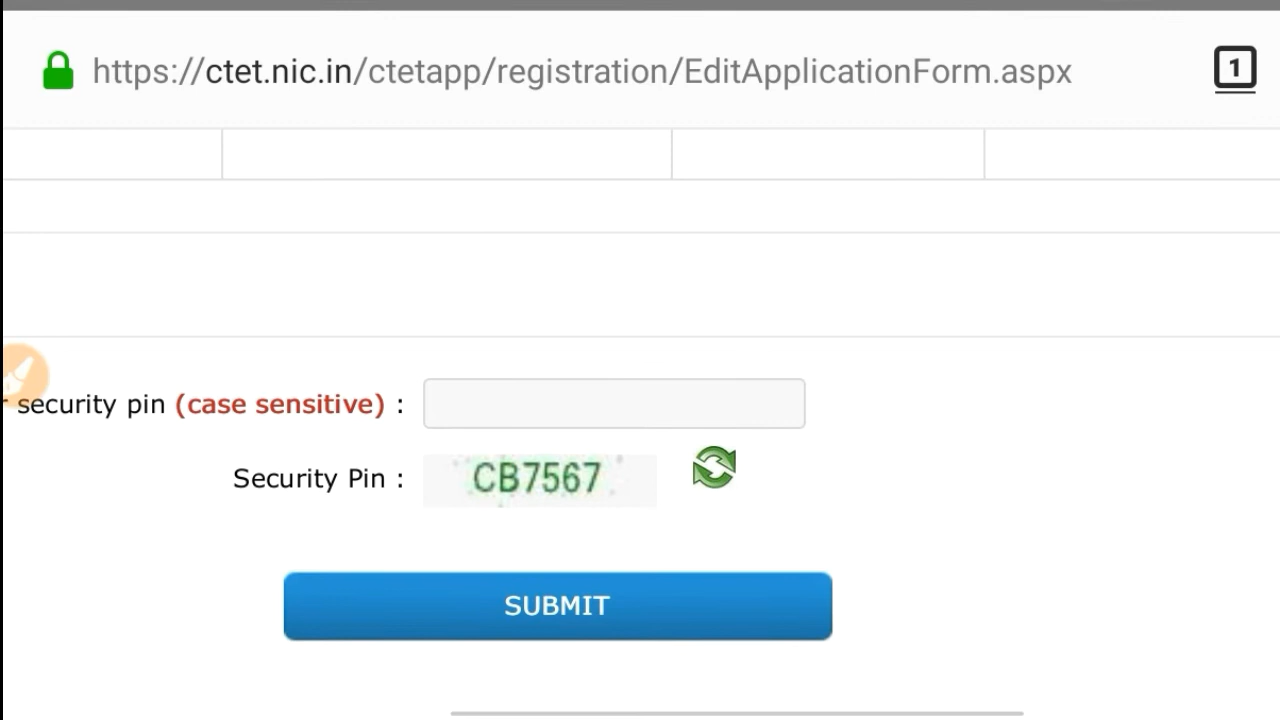 https://ctet.nic.in/ctetapp/registration/EditApplicationForm.aspx
1
security pin (case sensitive) :
Security Pin :
CB7567
SUBMIT